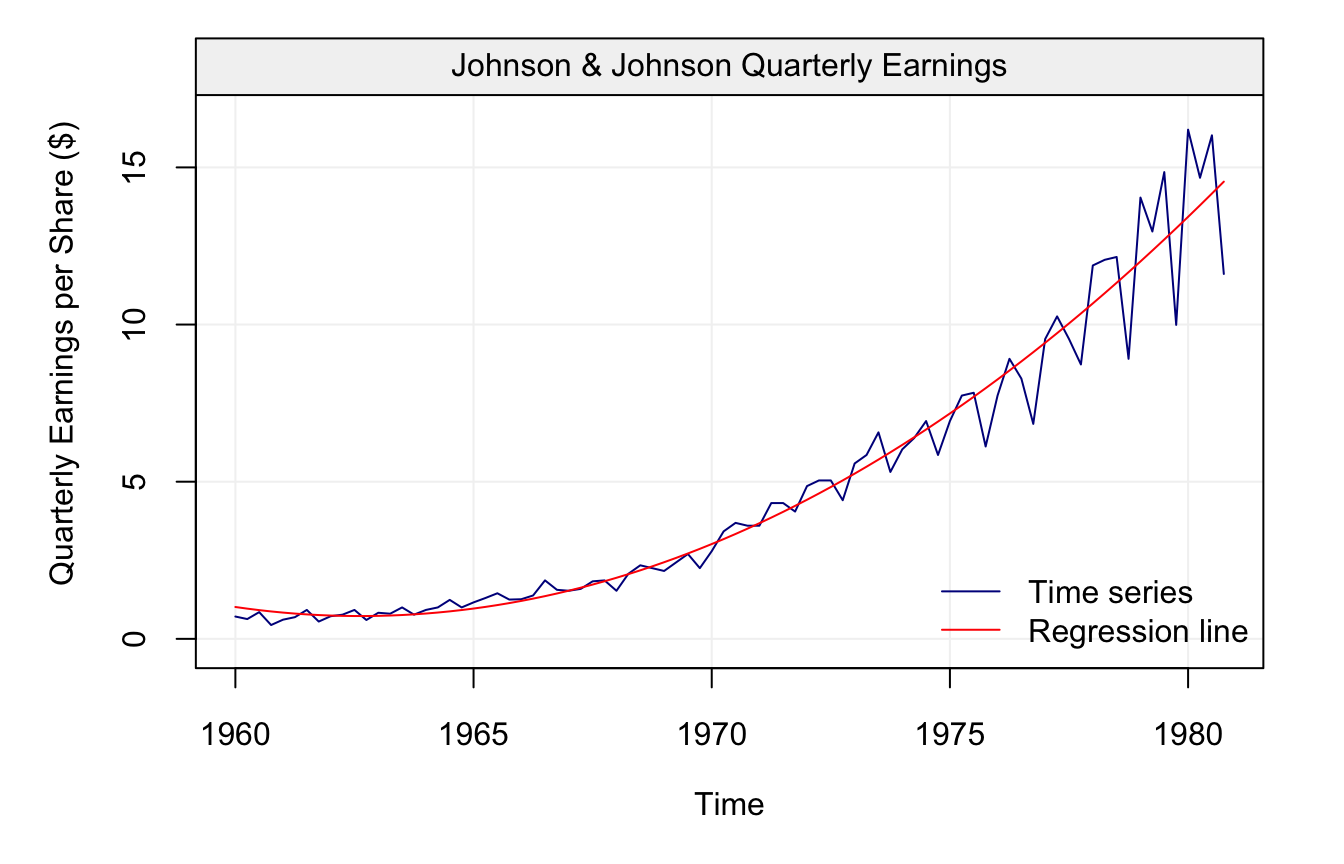 Johnson & Johnson Quarterly Earnings
Quarterly Earnings per Share ($)
15
10
5
0
Time series
Regression line
1960 1965 1970 1975 1980
Time